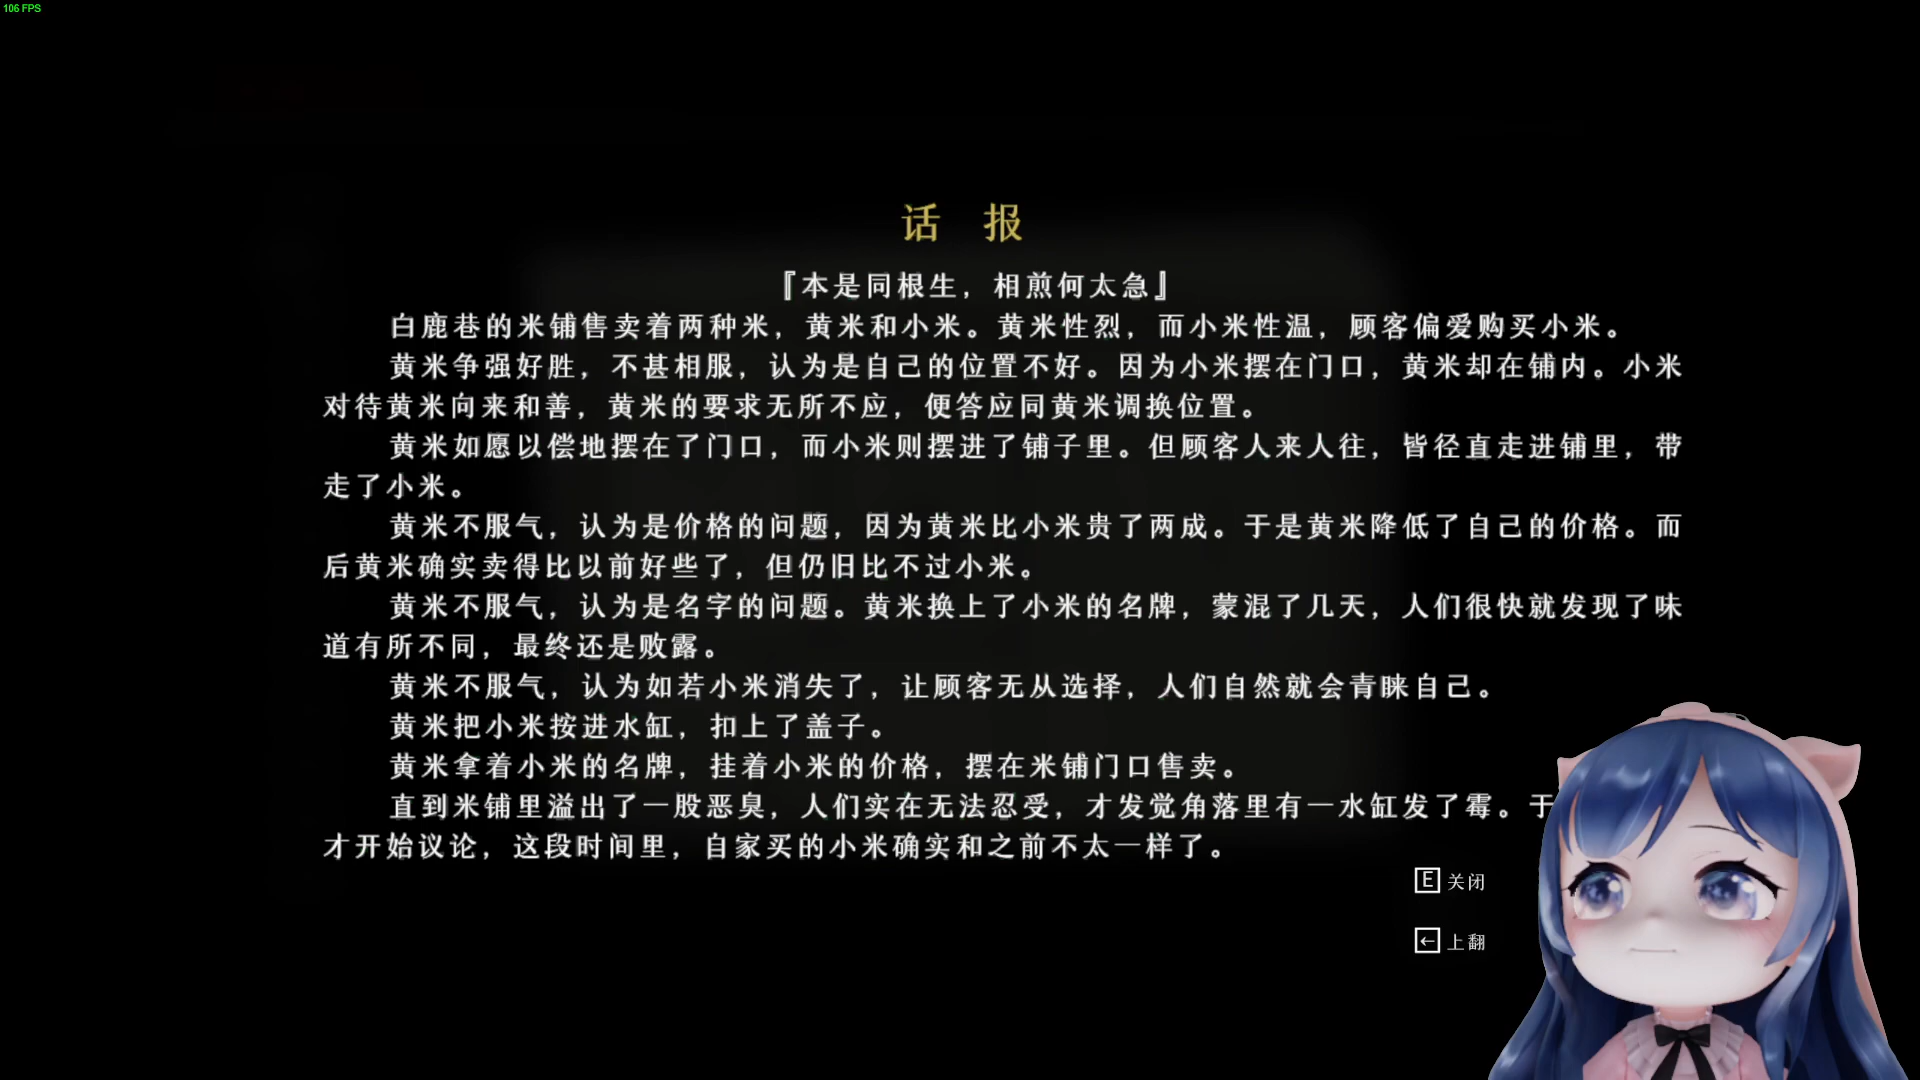 106 FPS
话 报
『本是同根生，相煎何太急』
白鹿巷的米铺售卖着两种米，黄米和小米。黄米性烈，而小米性温，顾客偏爱购买小米。
黄米争强好胜，不甚相服，认为是自己的位置不好。因为小米摆在门口，黄米却在铺内。小米
对待黄米向来和善，黄米的要求无所不应，便答应同黄米调换位置。
黄米如愿以偿地摆在了门口，而小米则摆进了铺子里。但顾客人来人往，皆径直走进铺里，带
走了小米。
黄米不服气，认为是价格的问题，因为黄米比小米贵了两成。于是黄米降低了自己的价格。而
后黄米确实卖得比以前好些了，但仍旧比不过小米。
黄米不服气，认为是名字的问题。黄米换上了小米的名牌，蒙混了几天，人们很快就发现了味
道有所不同，最终还是败露。
黄米不服气，认为如若小米消失了，让顾客无从选择，人们自然就会青睐自己。
黄米把小米按进水缸，扣上了盖子。
黄米拿着小米的名牌，挂着小米的价格，摆在米铺门口售卖。
直到米铺里溢出了一股恶臭，人们实在无法忍受，才发觉角落里有一水缸发了霉。于
才开始议论，这段时间里，自家买的小米确实和之前不太一样了。
E 关闭
← 上翻